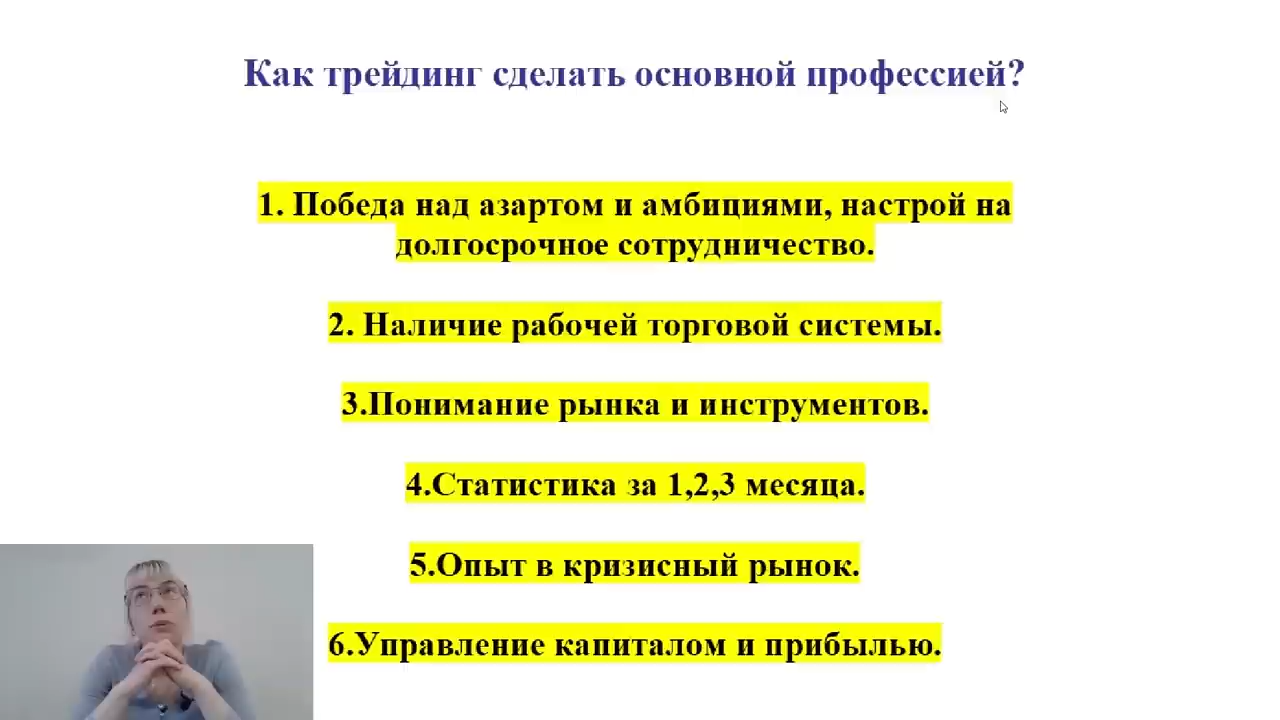 Как трейдинг сделать основной профессией?
1. Победа над азартом и амбициями, настрой на
долгосрочное сотрудничество.
2. Наличие рабочей торговой системы.
3.Понимание рынка и инструментов.
4.Статистика за 1,2,3 месяца.
5.Опыт в кризисный рынок.
6.Управление капиталом и прибылью.